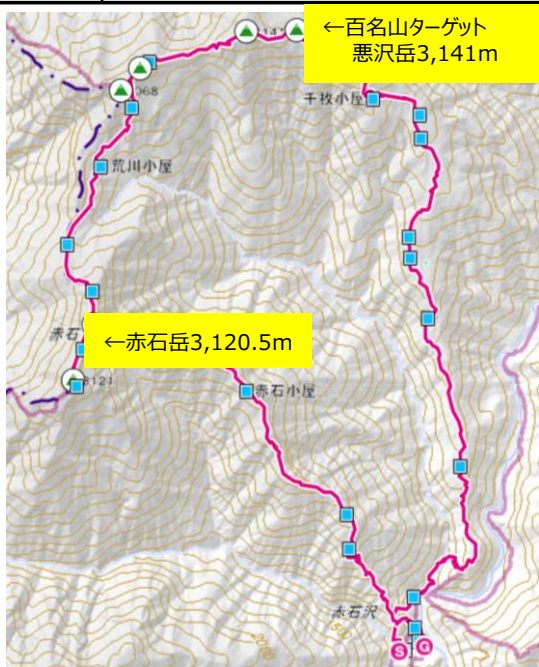 ←百名山ターゲット
悪沢岳3,141m
千枚小屋
荒川小屋
←赤石岳3,120.5m
赤石
3121
赤石小屋
赤石沢
S G